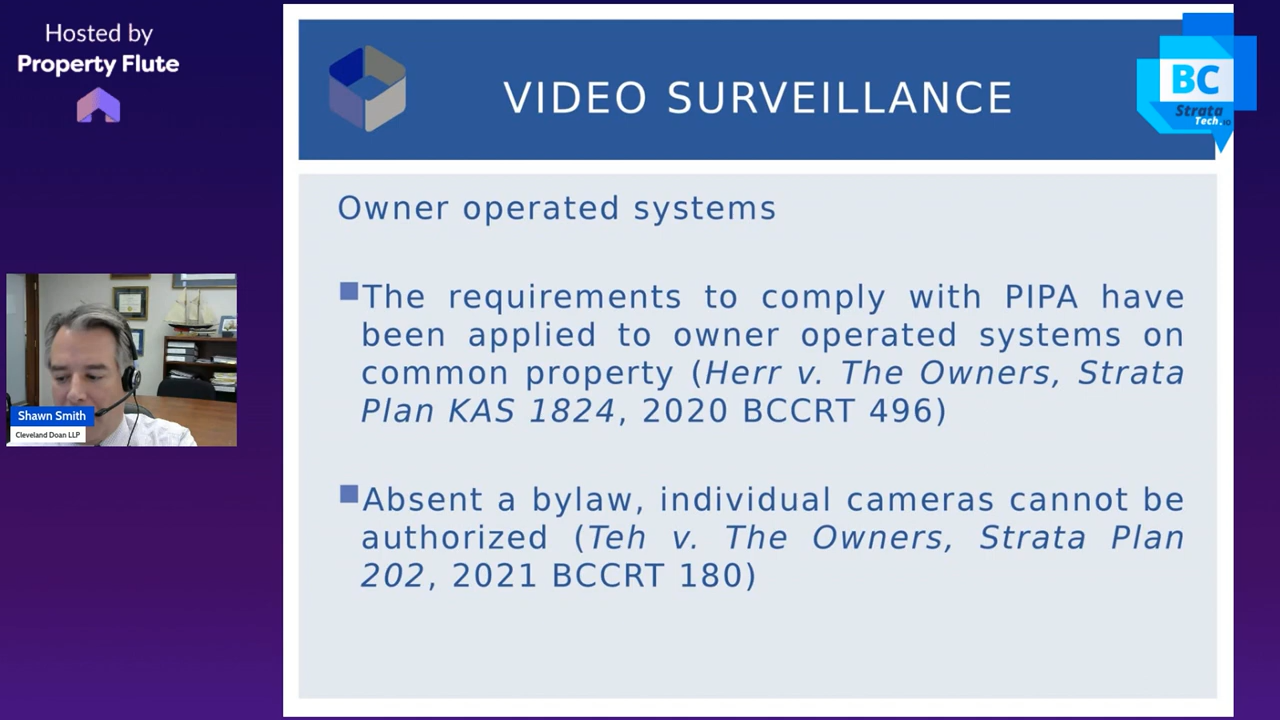 Hosted by
Property Flute
VIDEO SURVEILLANCE
BC
Strata
Tech.io
Owner operated systems
The requirements to comply with PIPA have
been applied to owner operated systems on
common property (Herr v. The Owners, Strata
Plan KAS 1824, 2020 BCCRT 496)
Absent a bylaw, individual cameras cannot be
authorized (Teh v. The Owners, Strata Plan
202, 2021 BCCRT 180)
Shawn Smith
Cleveland Doan LLP